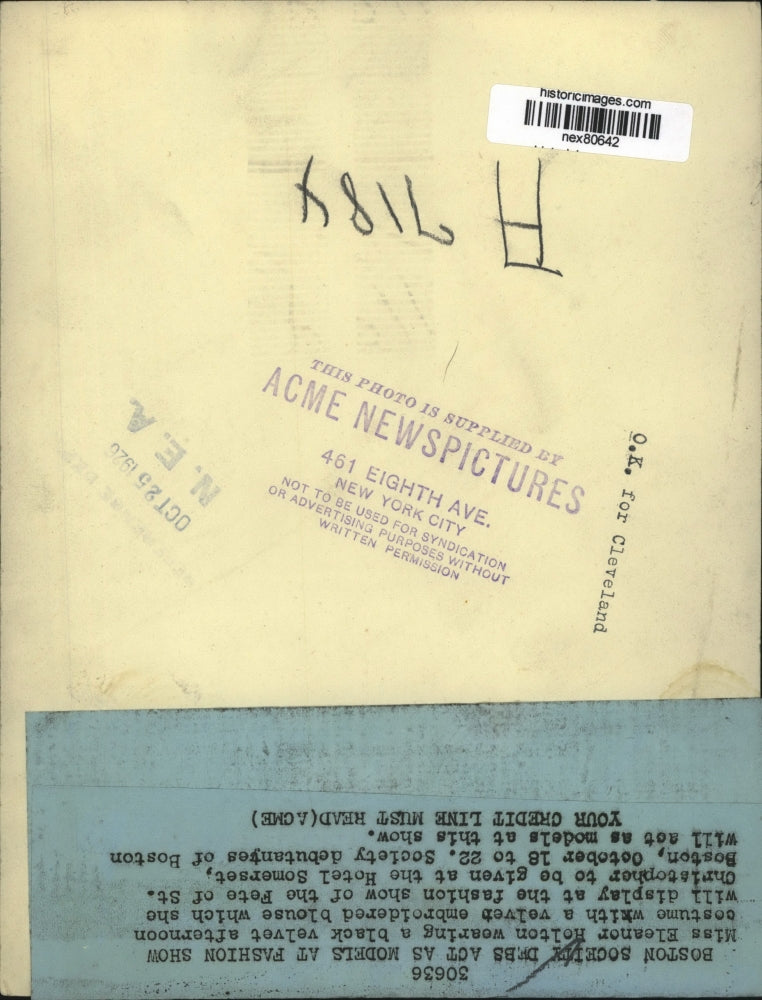 historicimages.com
nex80642
F 7184
THIS PHOTO IS SUPPLIED BY
ACME NEWSPICTURES
461 EIGHTH AVE.
NEW YORK CITY
NOT TO BE USED FOR SYNDICATION
OR ADVERTISING PURPOSES WITHOUT
WRITTEN PERMISSION
N. E. A.
OCT 25 1926
O.K. for Cleveland
30636
BOSTON SOCEITY DEBS ACT AS MODELS AT FASHION SHOW
Miss Eleanor Holton wearing a black velvet afternoon
costume with a velvet embroidered blouse which she
will display at the fashion show of the Fete of St.
Christopher to be given at the Hotel Somerset,
Boston, October 18 to 22. Society debutantes of Boston
will act as models at this show.
YOUR CREDIT LINE MUST READ(ACME)